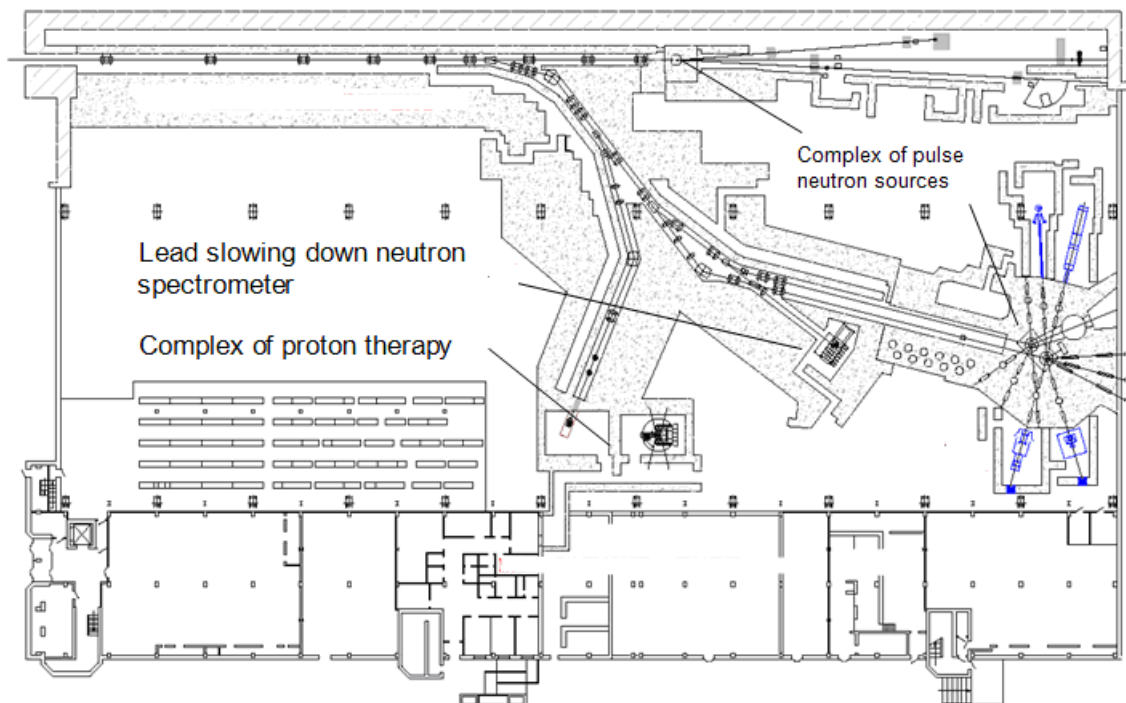 Complex of pulse
neutron sources
Lead slowing down neutron
spectrometer
Complex of proton therapy